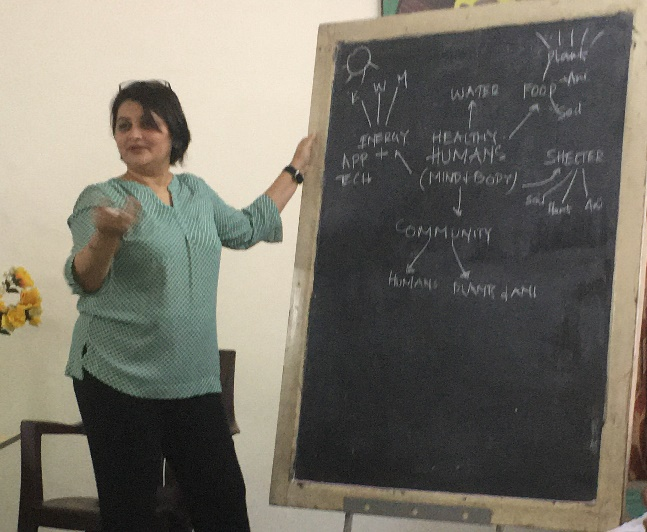 Plants
K W M
WATER
FOOD
Ani
Soil
ENERGY
APP +
TECH
HEALTHY
HUMANS
(MIND + BODY)
SHELTER
Soil
Ani
COMMUNITY
HUMANS
PLANTS & ANI